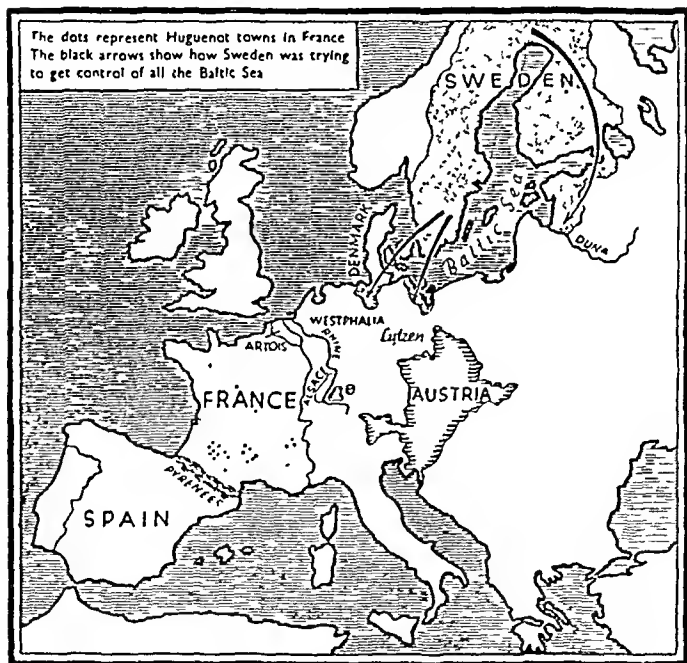 The dots represent Huguenot towns in France
The black arrows show how Sweden was trying
to get control of all the Baltic Sea
SWEDEN
Baltic Sea
DUNA
DENMARK
WESTPHALIA
Lutzen
ARTOIS
RHINE
ALSACE
FRANCE
AUSTRIA
PYRENEES
SPAIN